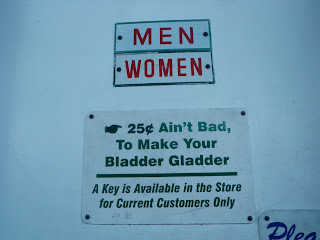 MEN
WOMEN
☛ 25¢ Ain't Bad,
To Make Your
Bladder Gladder
A Key is Available in the Store
for Current Customers Only